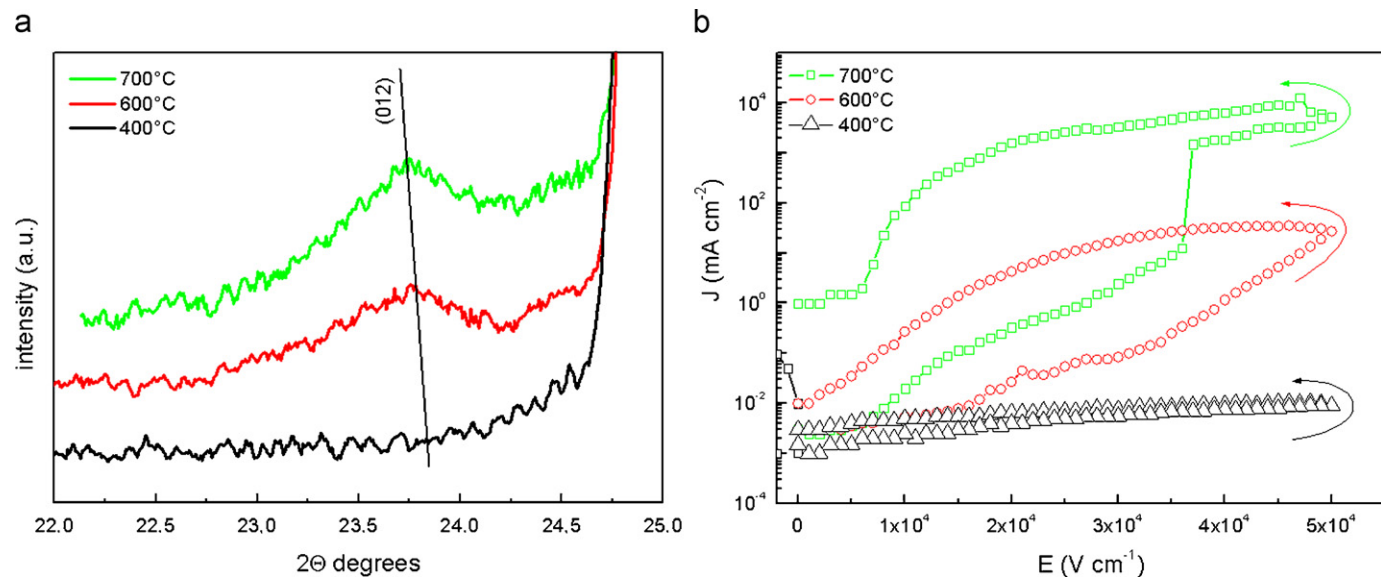 a
700°C
600°C
400°C
(012)
intensity (a.u.)
22.0 22.5 23.0 23.5 24.0 24.5 25.0
2Θ degrees
b
700°C
600°C
400°C
J (mA cm⁻²)
10⁴
10²
10⁰
10⁻²
10⁻⁴
0 1x10⁴ 2x10⁴ 3x10⁴ 4x10⁴ 5x10⁴
E (V cm⁻¹)